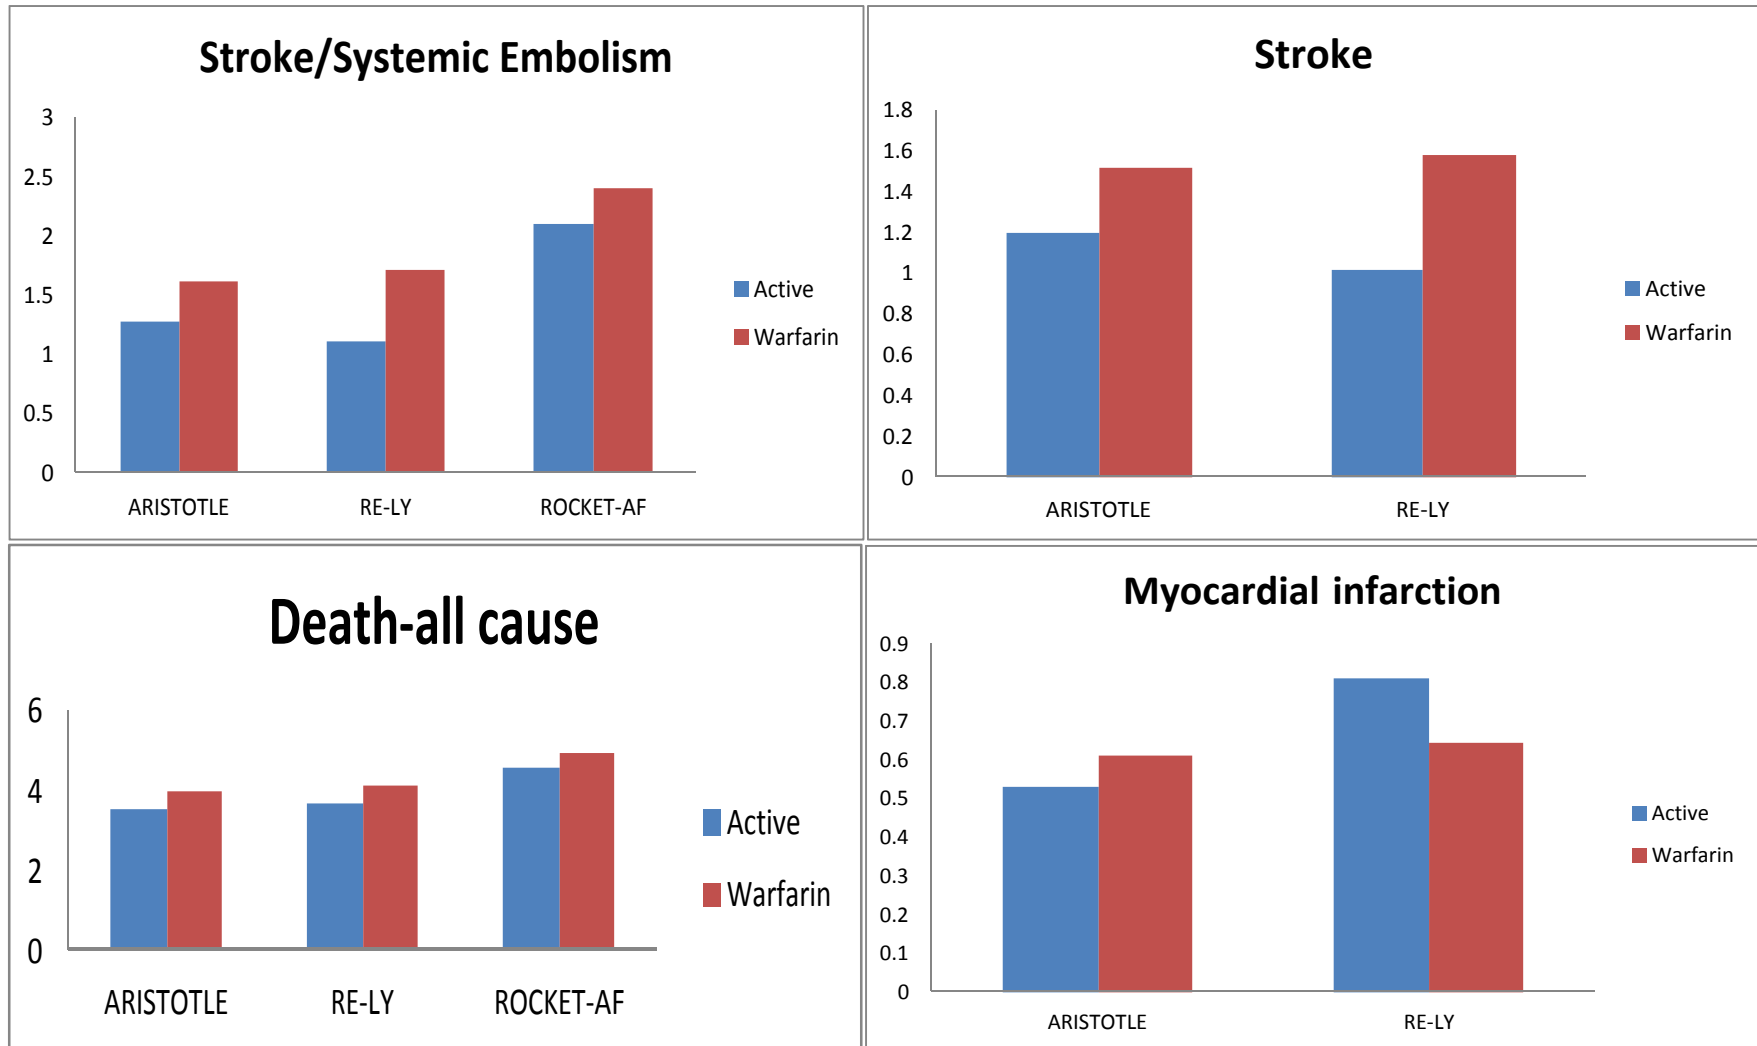 Stroke/Systemic Embolism
3
2.5
2
1.5
1
0.5
0
ARISTOTLE RE-LY ROCKET-AF
Active
Warfarin
Stroke
1.8
1.6
1.4
1.2
1
0.8
0.6
0.4
0.2
0
ARISTOTLE RE-LY
Active
Warfarin
Death-all cause
6
4
2
0
ARISTOTLE RE-LY ROCKET-AF
Active
Warfarin
Myocardial infarction
0.9
0.8
0.7
0.6
0.5
0.4
0.3
0.2
0.1
0
ARISTOTLE RE-LY
Active
Warfarin